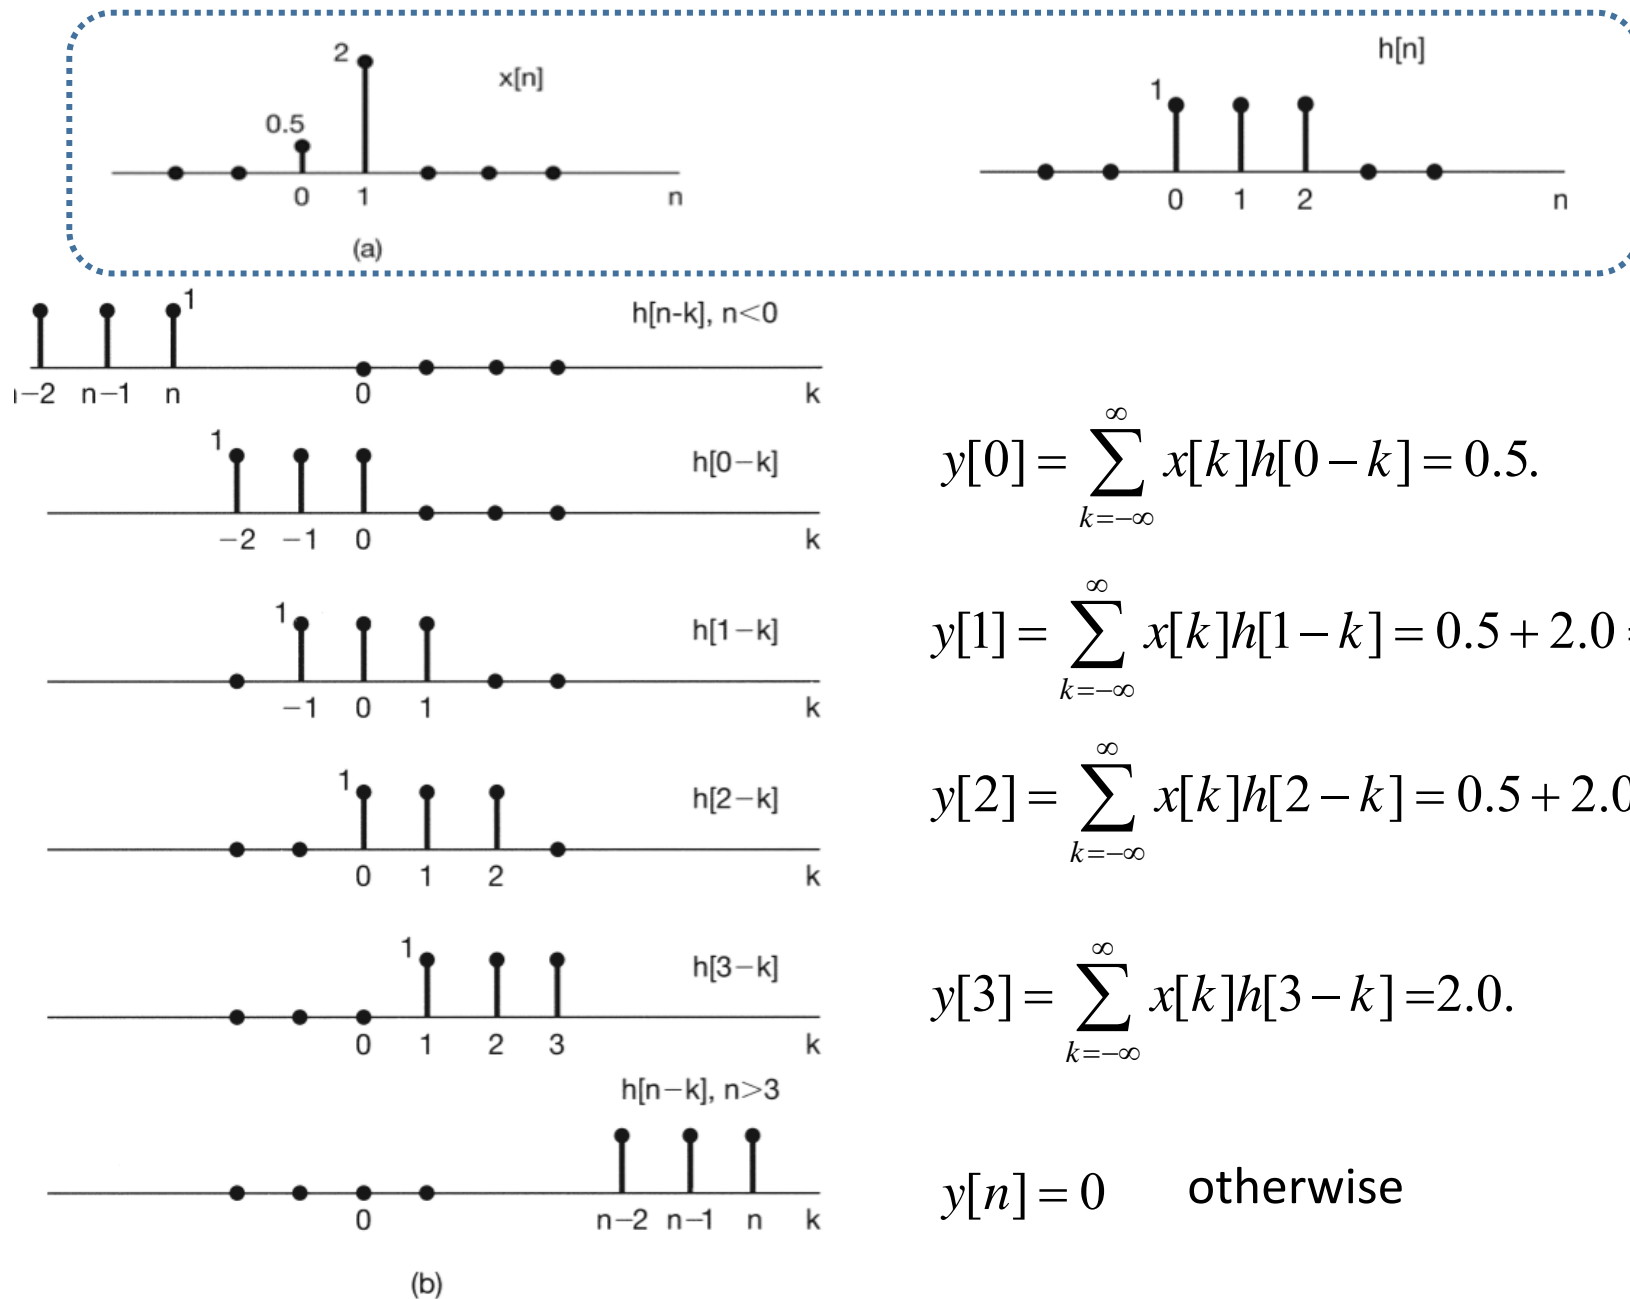 2
x[n]
h[n]
1
0.5
0 1 n
0 1 2 n
(a)
1
h[n-k], n<0
n−2 n−1 n 0 k
1
h[0−k]
−2 −1 0 k
y[0] = ∑ x[k]h[0 − k] = 0.5.
∞
k=−∞
1
h[1−k]
−1 0 1 k
y[1] = ∑ x[k]h[1 − k] = 0.5 + 2.0
∞
k=−∞
1
h[2−k]
0 1 2 k
y[2] = ∑ x[k]h[2 − k] = 0.5 + 2.0
∞
k=−∞
1
h[3−k]
0 1 2 3 k
y[3] = ∑ x[k]h[3 − k] =2.0.
∞
k=−∞
h[n−k], n>3
0 n−2 n−1 n k
y[n] = 0 otherwise
(b)